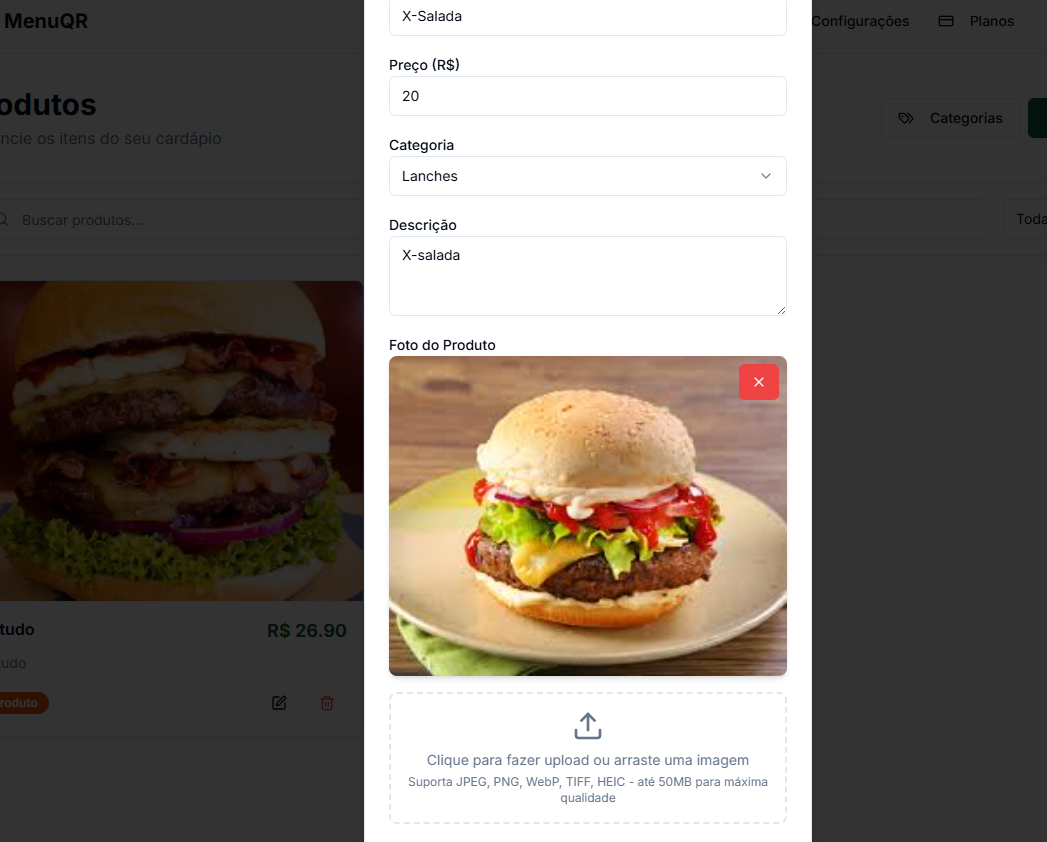 MenuQR
Configurações
Planos
odutos
ncie os itens do seu cardápio
Categorias
Buscar produtos...
Toda
tudo
R$ 26.90
tudo
roduto
X-Salada
Preço (R$)
20
Categoria
Lanches
Descrição
X-salada
Foto do Produto
Clique para fazer upload ou arraste uma imagem
Suporta JPEG, PNG, WebP, TIFF, HEIC - até 50MB para máxima
qualidade